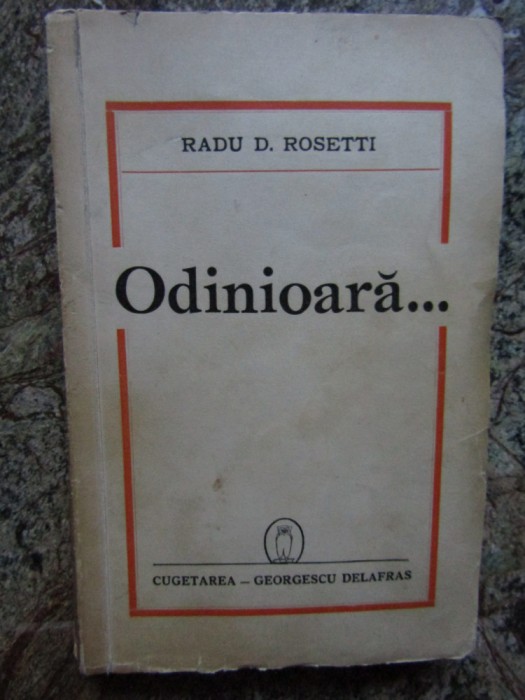 RADU D. ROSETTI
Odinioară...
CUGETAREA – GEORGESCU DELAFRAS